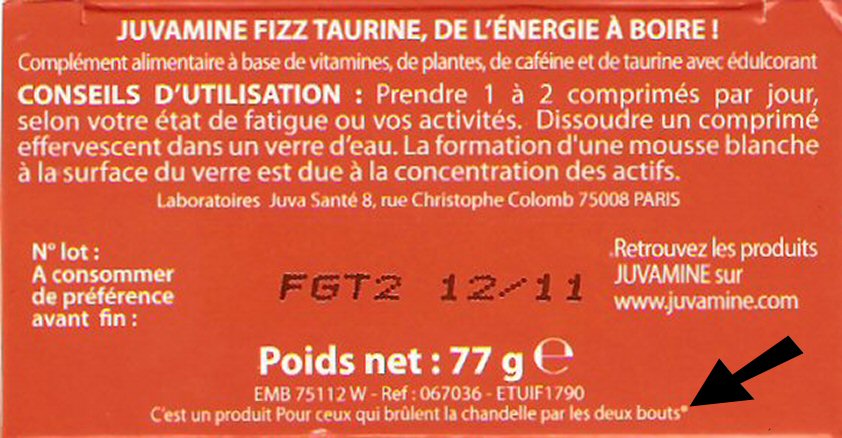 JUVAMINE FIZZ TAURINE, DE L'ÉNERGIE À BOIRE !
Complément alimentaire à base de vitamines, de plantes, de caféine et de taurine avec édulcorant
CONSEILS D'UTILISATION : Prendre 1 à 2 comprimés par jour,
selon votre état de fatigue ou vos activités. Dissoudre un comprimé
effervescent dans un verre d'eau. La formation d'une mousse blanche
à la surface du verre est due à la concentration des actifs.
Laboratoires Juva Santé 8, rue Christophe Colomb 75008 PARIS
N° lot :
A consommer
de préférence
avant fin :
FGT2 12/11
Retrouvez les produits
JUVAMINE sur
www.juvamine.com
Poids net : 77 g ℮
EMB 75112 W - Ref : 067036 - ETUIF1790
C'est un produit Pour ceux qui brûlent la chandelle par les deux bouts®